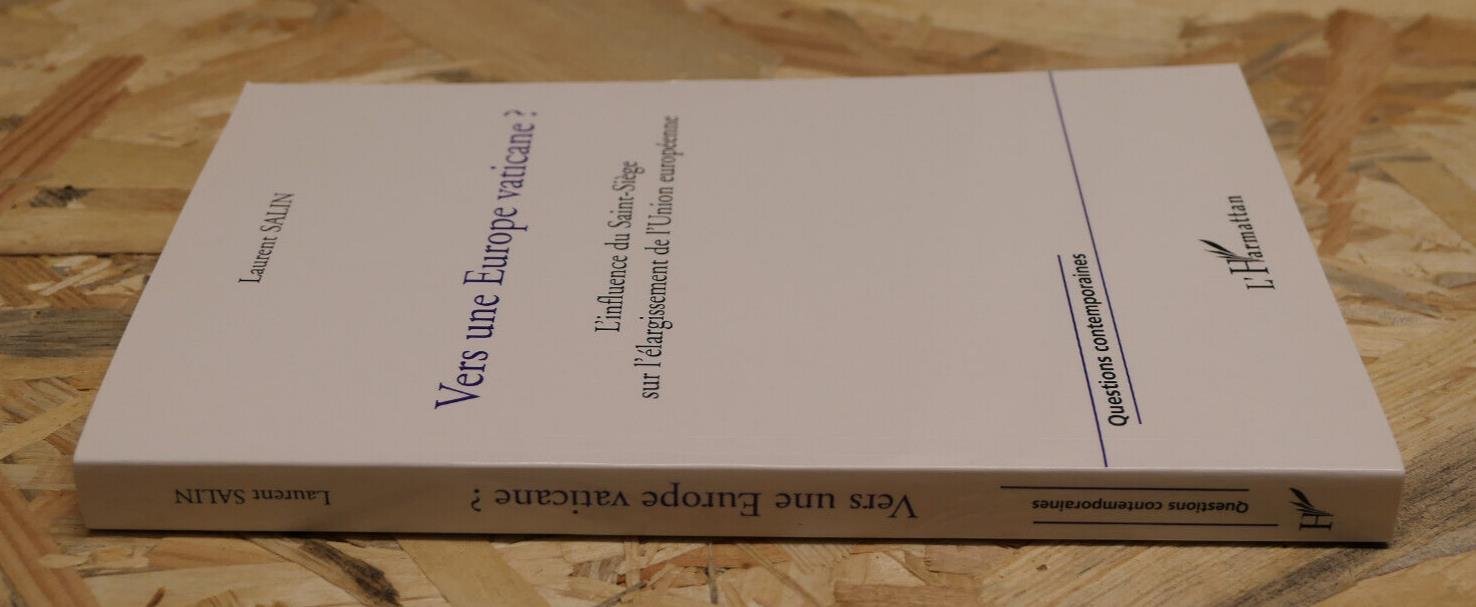 Laurent SALIN
Vers une Europe vaticane ?
L'influence du Saint-Siège
sur l'élargissement de l'Union européenne
Questions contemporaines
L'Harmattan
Laurent SALIN
Vers une Europe vaticane ?
Questions contemporaines
H